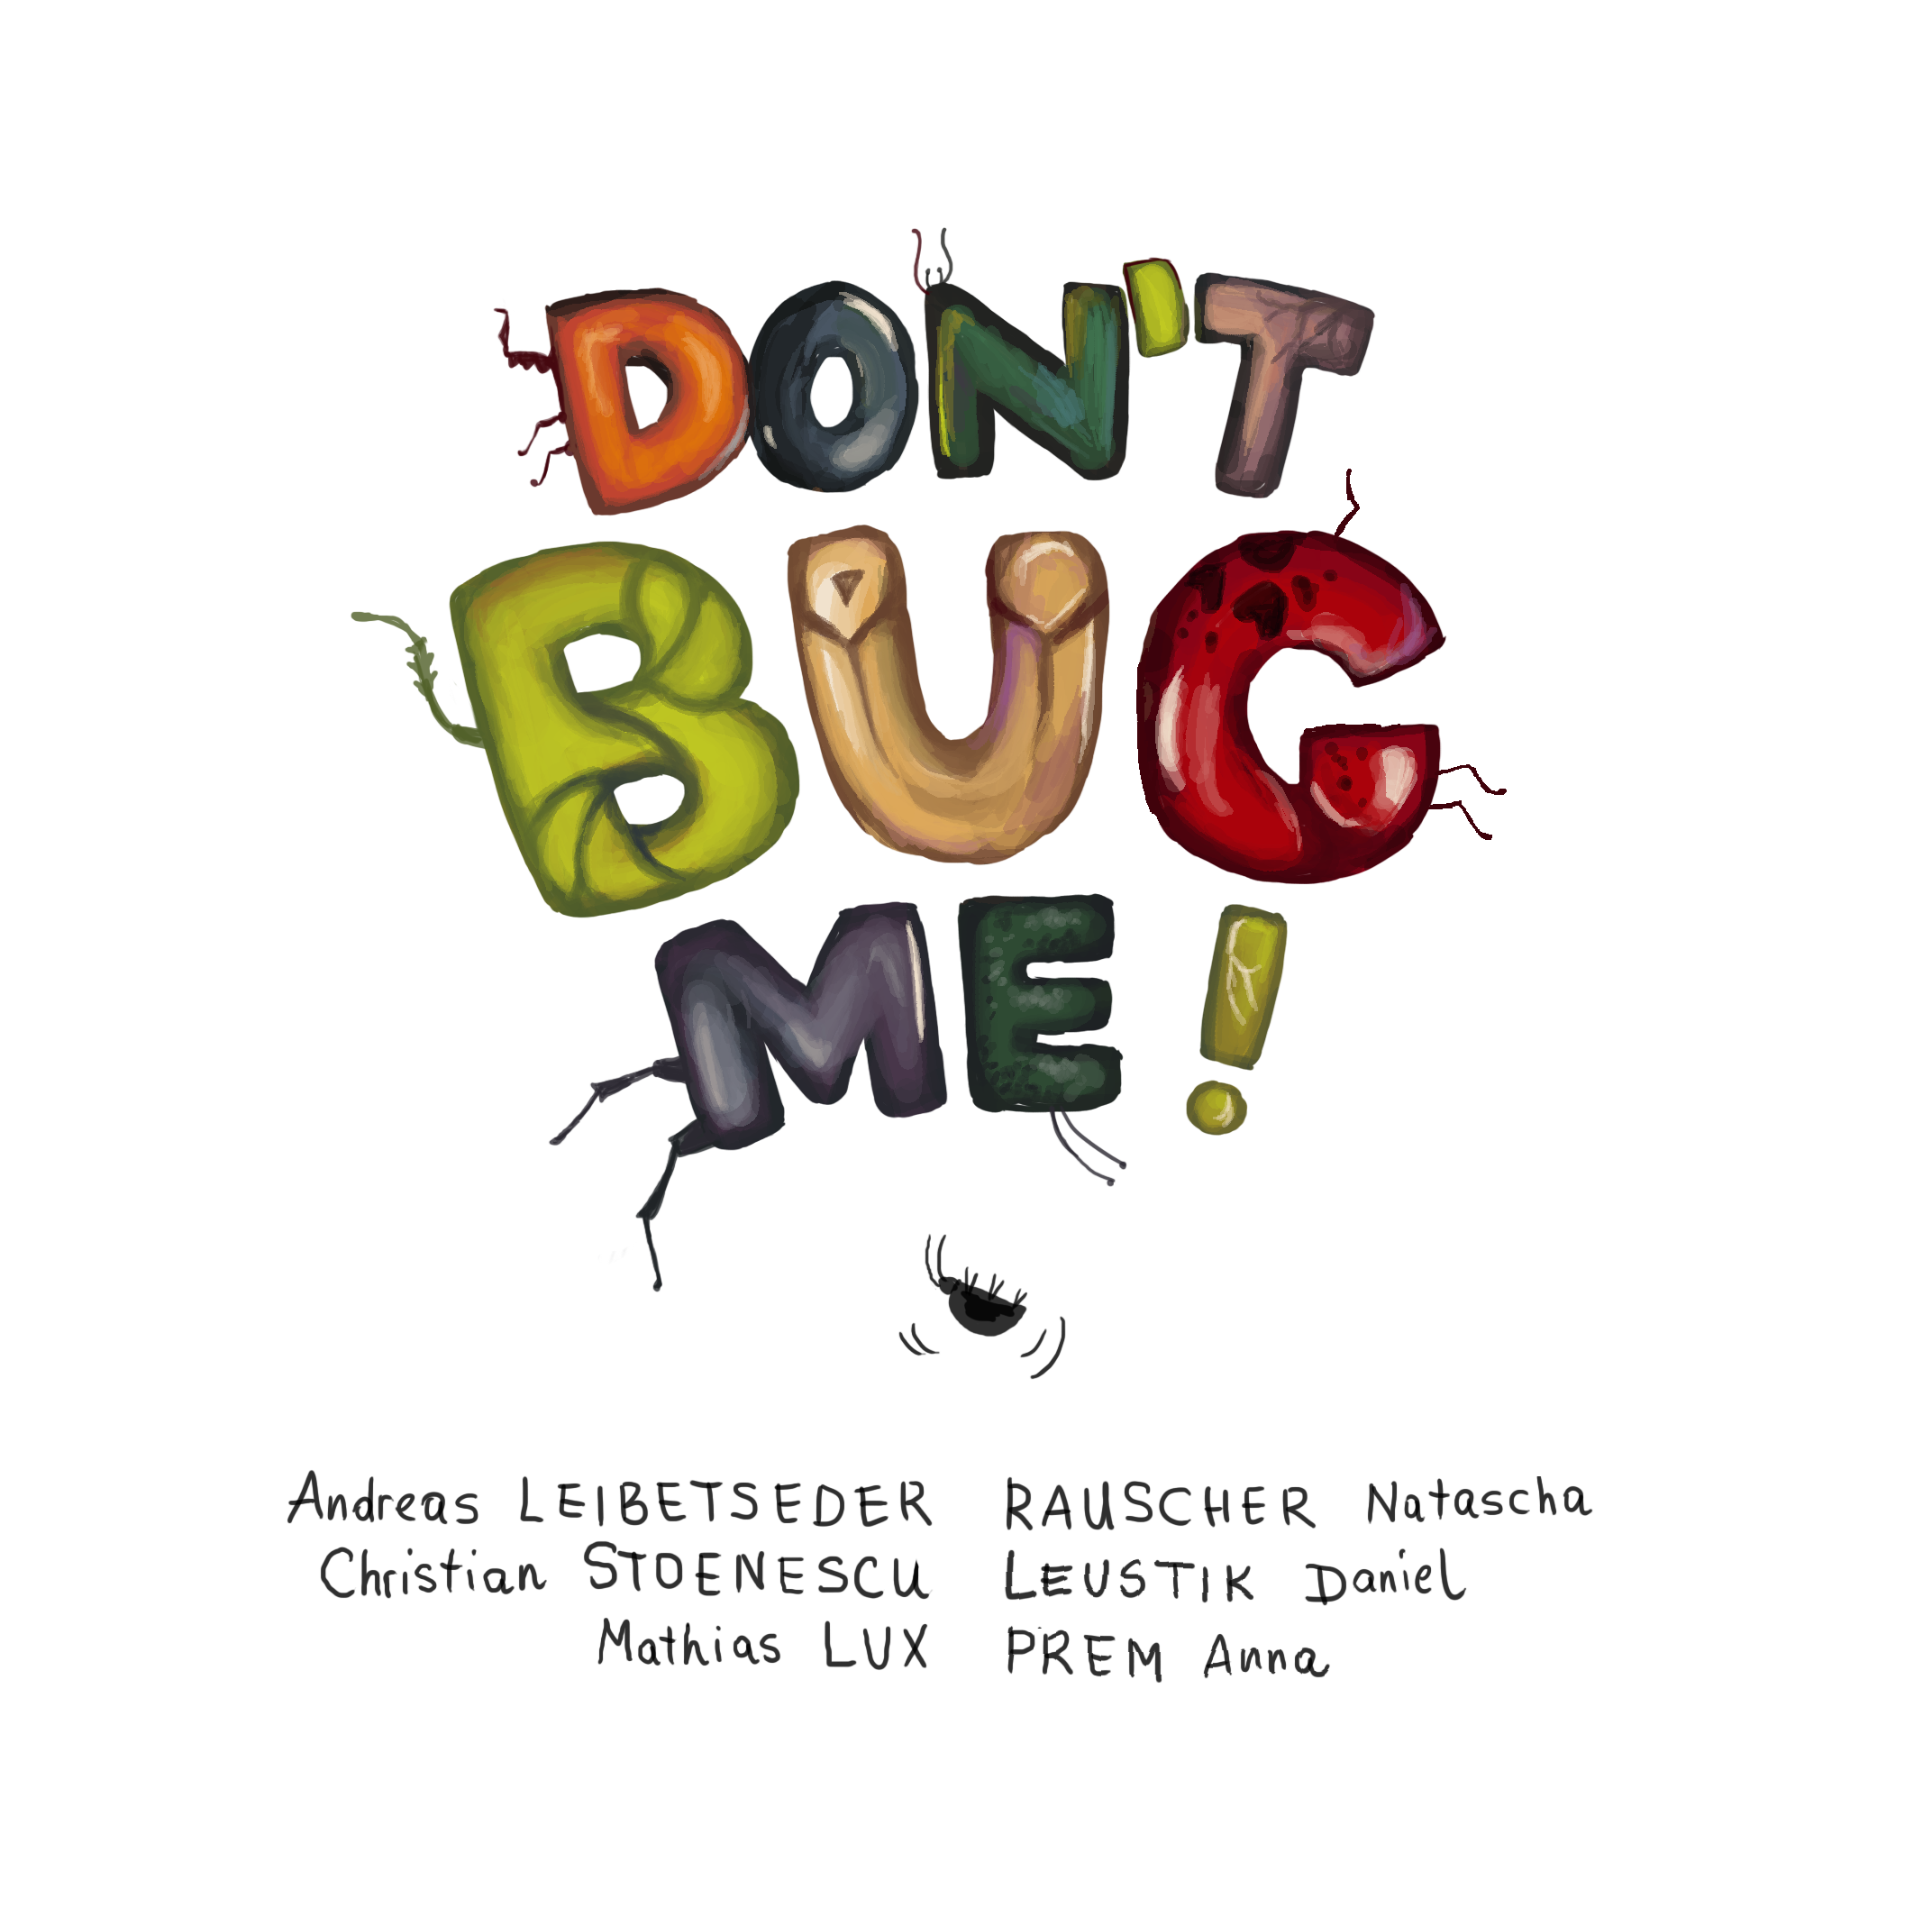 DON'T
BUG
ME!
Andreas LEIBETSEDER RAUSCHER Natascha
Christian STOENESCU LEUSTIK Daniel
Mathias LUX PREM Anna